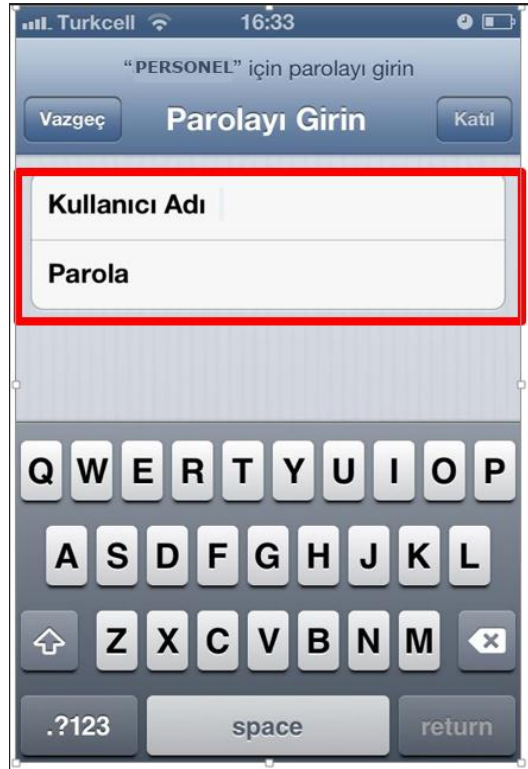 Turkcell 16:33
“PERSONEL” için parolayı girin
Vazgeç Parolayı Girin Katıl
Kullanıcı Adı
Parola
Q W E R T Y U I O P
A S D F G H J K L
Z X C V B N M
.?123 space return